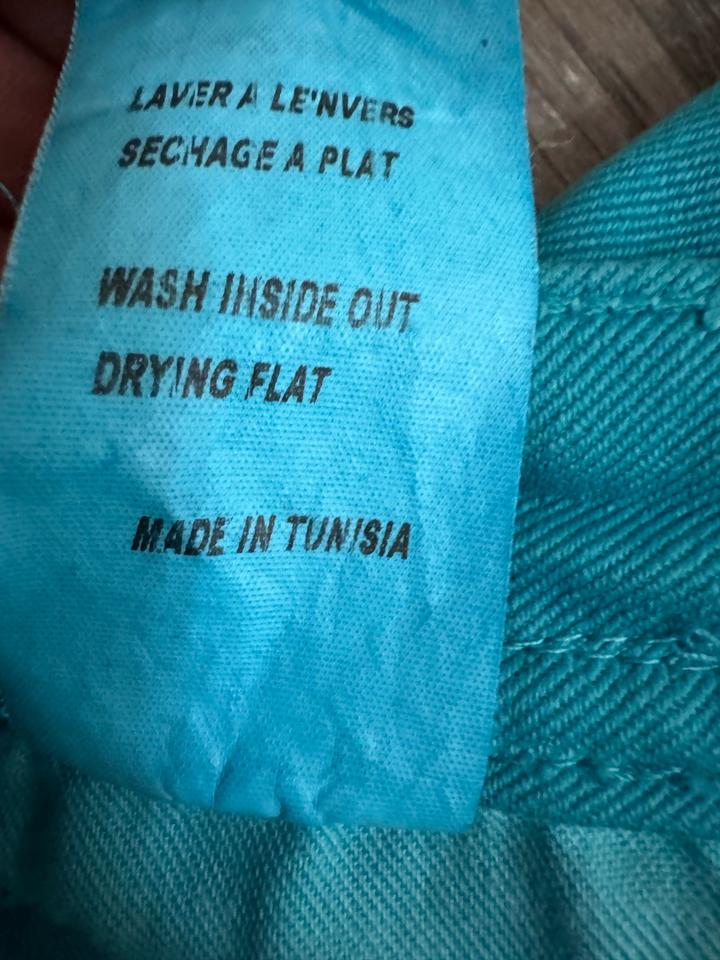 LAVER A LE'NVERS
SECHAGE A PLAT
WASH INSIDE OUT
DRYING FLAT
MADE IN TUNISIA